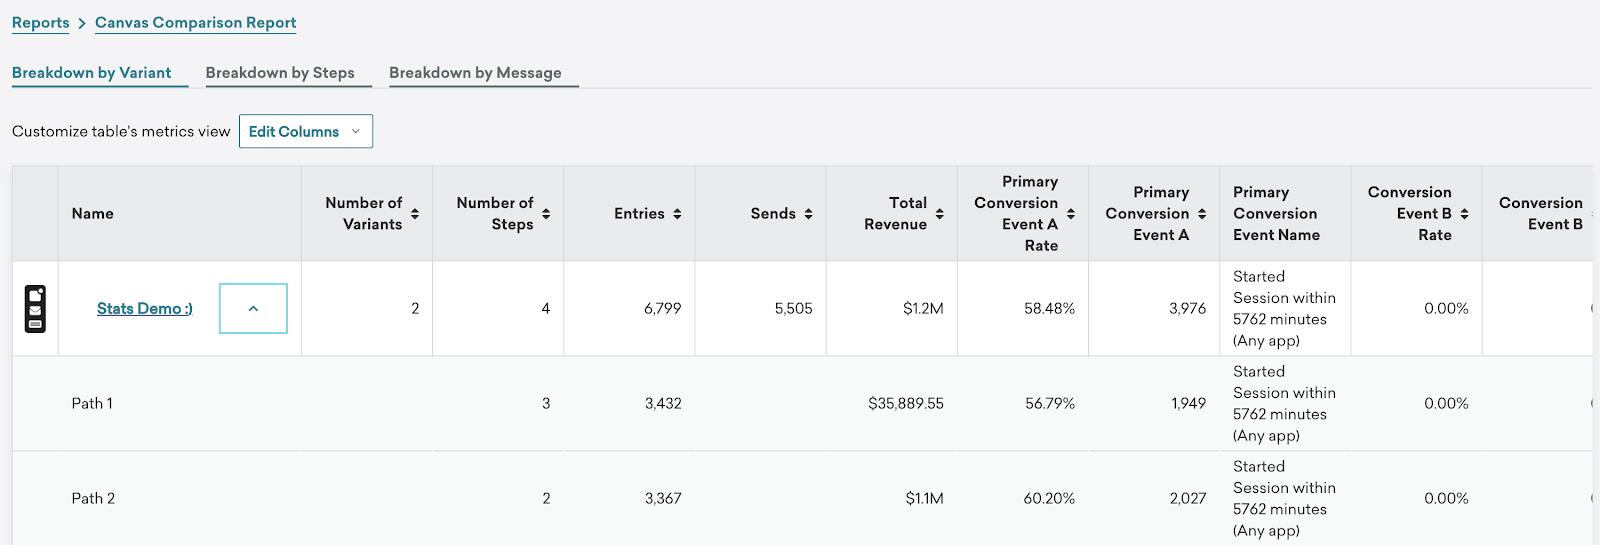 Reports > Canvas Comparison Report
Breakdown by Variant Breakdown by Steps Breakdown by Message
Customize table's metrics view Edit Columns
Name
Number of
Variants
Number of
Steps
Entries
Sends
Total
Revenue
Primary
Conversion
Event A
Rate
Primary
Conversion
Event A
Primary
Conversion
Event Name
Conversion
Event B
Rate
Conversion
Event B
Stats Demo :)
2
4
6,799
5,505
$1.2M
58.48%
3,976
Started
Session within
5762 minutes
(Any app)
0.00%
Path 1
3
3,432
$35,889.55
56.79%
1,949
Started
Session within
5762 minutes
(Any app)
0.00%
Path 2
2
3,367
$1.1M
60.20%
2,027
Started
Session within
5762 minutes
(Any app)
0.00%